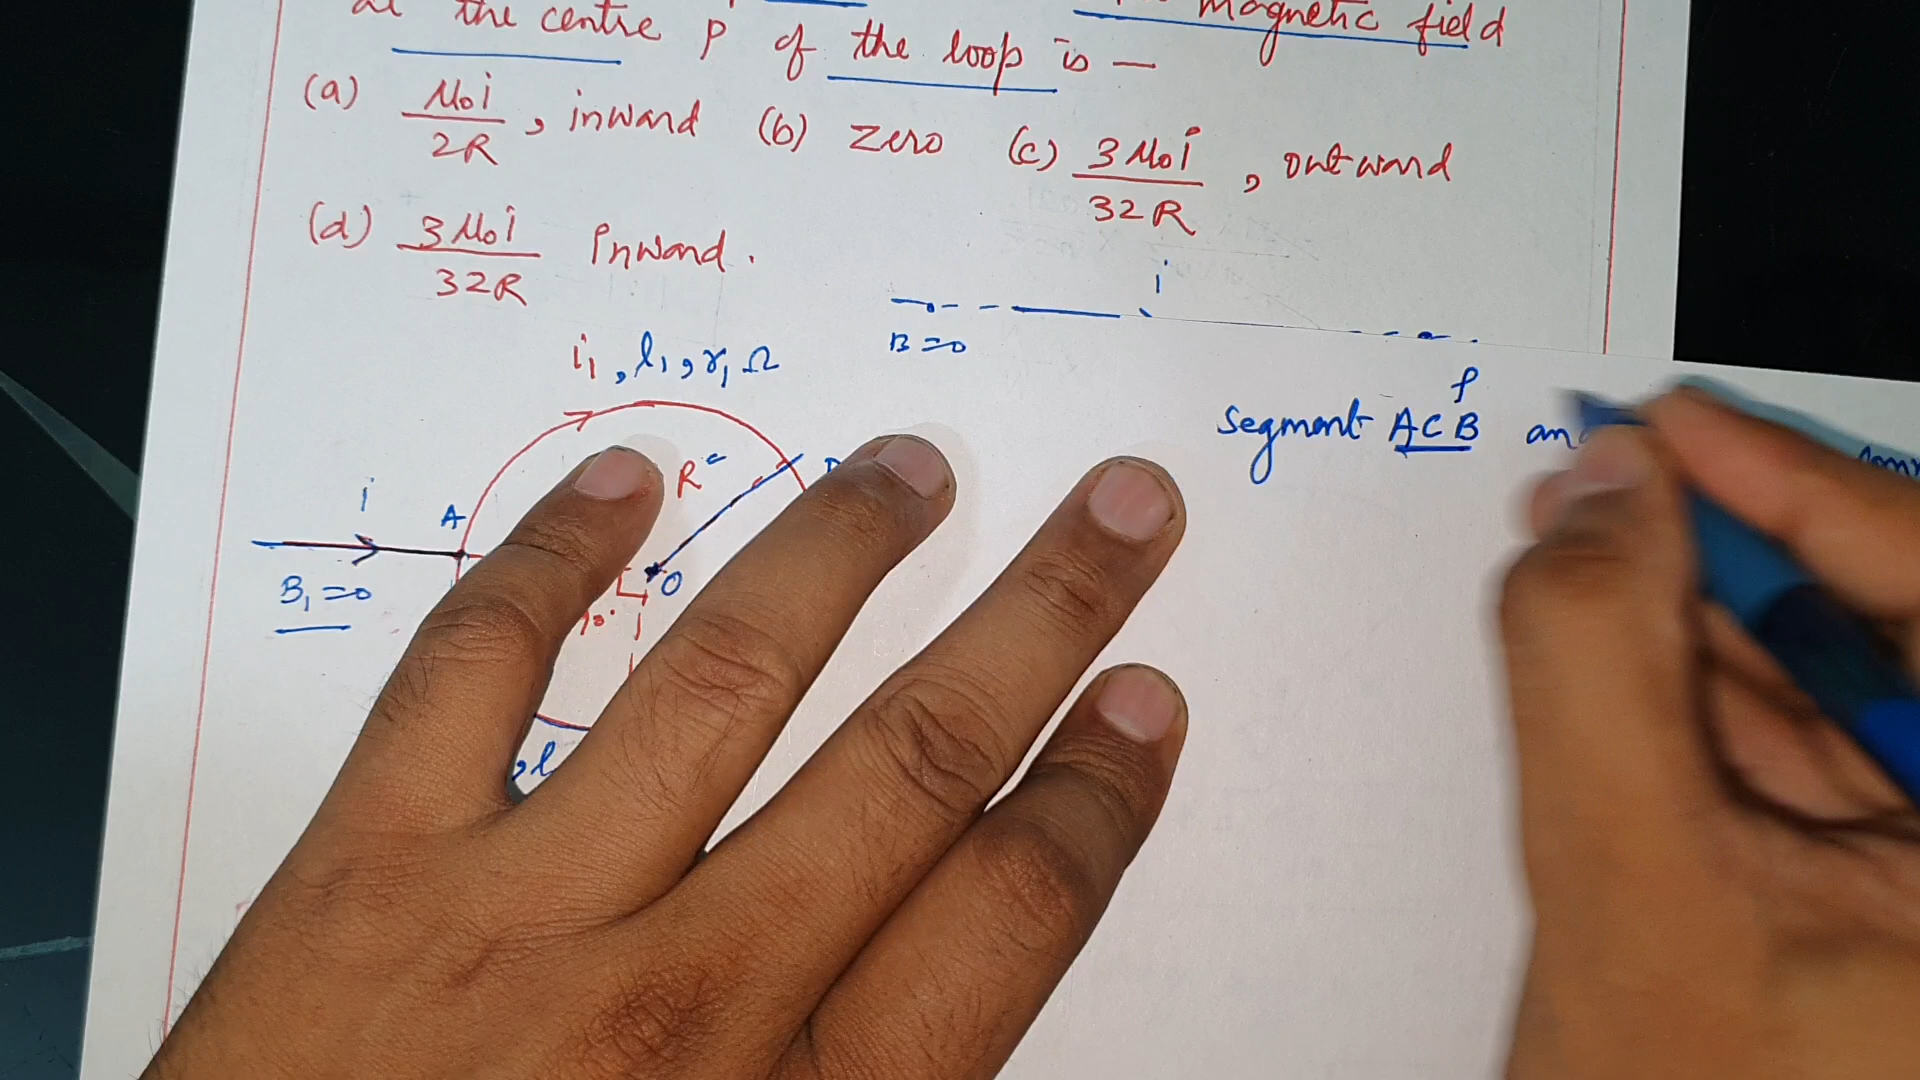 the centre P of the loop is — magnetic field
(a) μ₀i / 2R , inward (b) Zero (c) 3μ₀i / 32R , outward
(d) 3μ₀i / 32R Inward.
i
B = 0
i₁, l₁, r₁ Ω
P
Segment ACB
R
i
A
B₁ = 0
O
90°
, l